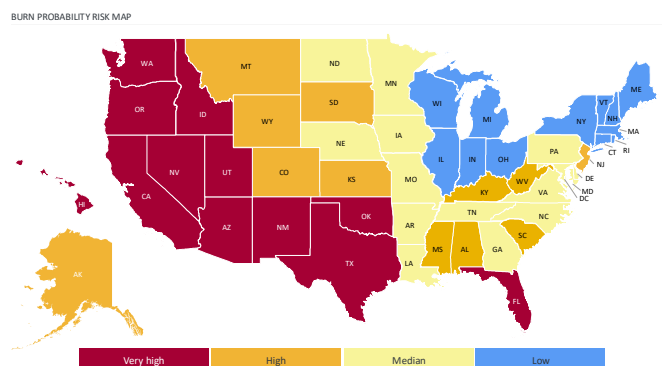 BURN PROBABILITY RISK MAP
WA
MT
ND
MN
ME
OR
ID
SD
WI
MI
VT
NH
NY
MA
WY
IA
NE
PA
CT
RI
NV
UT
CO
IL
IN
OH
NJ
CA
KS
MO
KY
WV
VA
DE
MD
DC
HI
AZ
NM
OK
AR
TN
NC
TX
LA
MS
AL
GA
SC
AK
FL
Very high
High
Median
Low